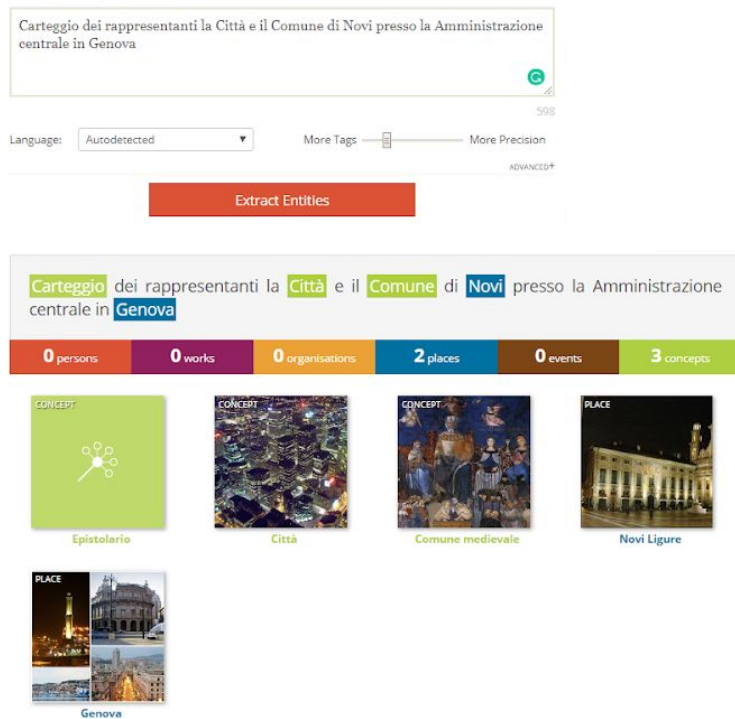 Carteggio dei rappresentanti la Città e il Comune di Novi presso la Amministrazione
centrale in Genova
598
Language: Autodetected More Tags More Precision
ADVANCED+
Extract Entities
Carteggio dei rappresentanti la Città e il Comune di Novi presso la Amministrazione
centrale in Genova
0 persons 0 works 0 organisations 2 places 0 events 3 concepts
CONCEPT CONCEPT CONCEPT PLACE
Epistolario Città Comune medievale Novi Ligure
PLACE
Genova